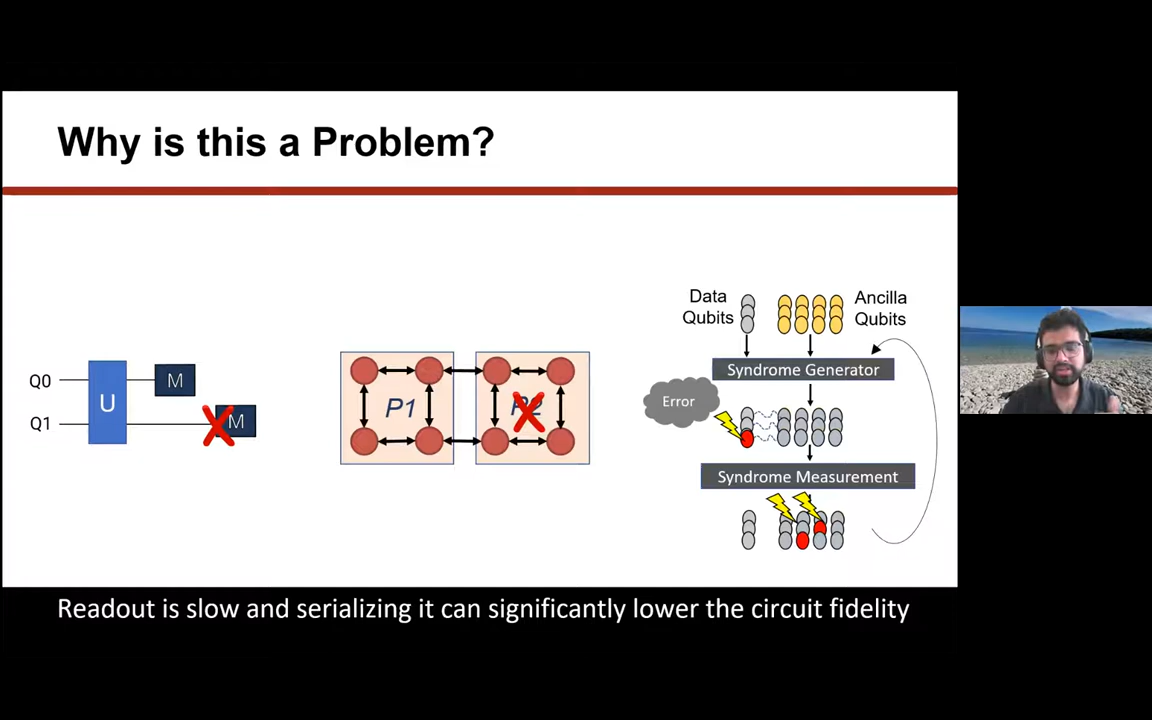 Why is this a Problem?
Q0
Q1
U
M
M
P1
P2
Data
Qubits
Ancilla
Qubits
Syndrome Generator
Error
Syndrome Measurement
Readout is slow and serializing it can significantly lower the circuit fidelity